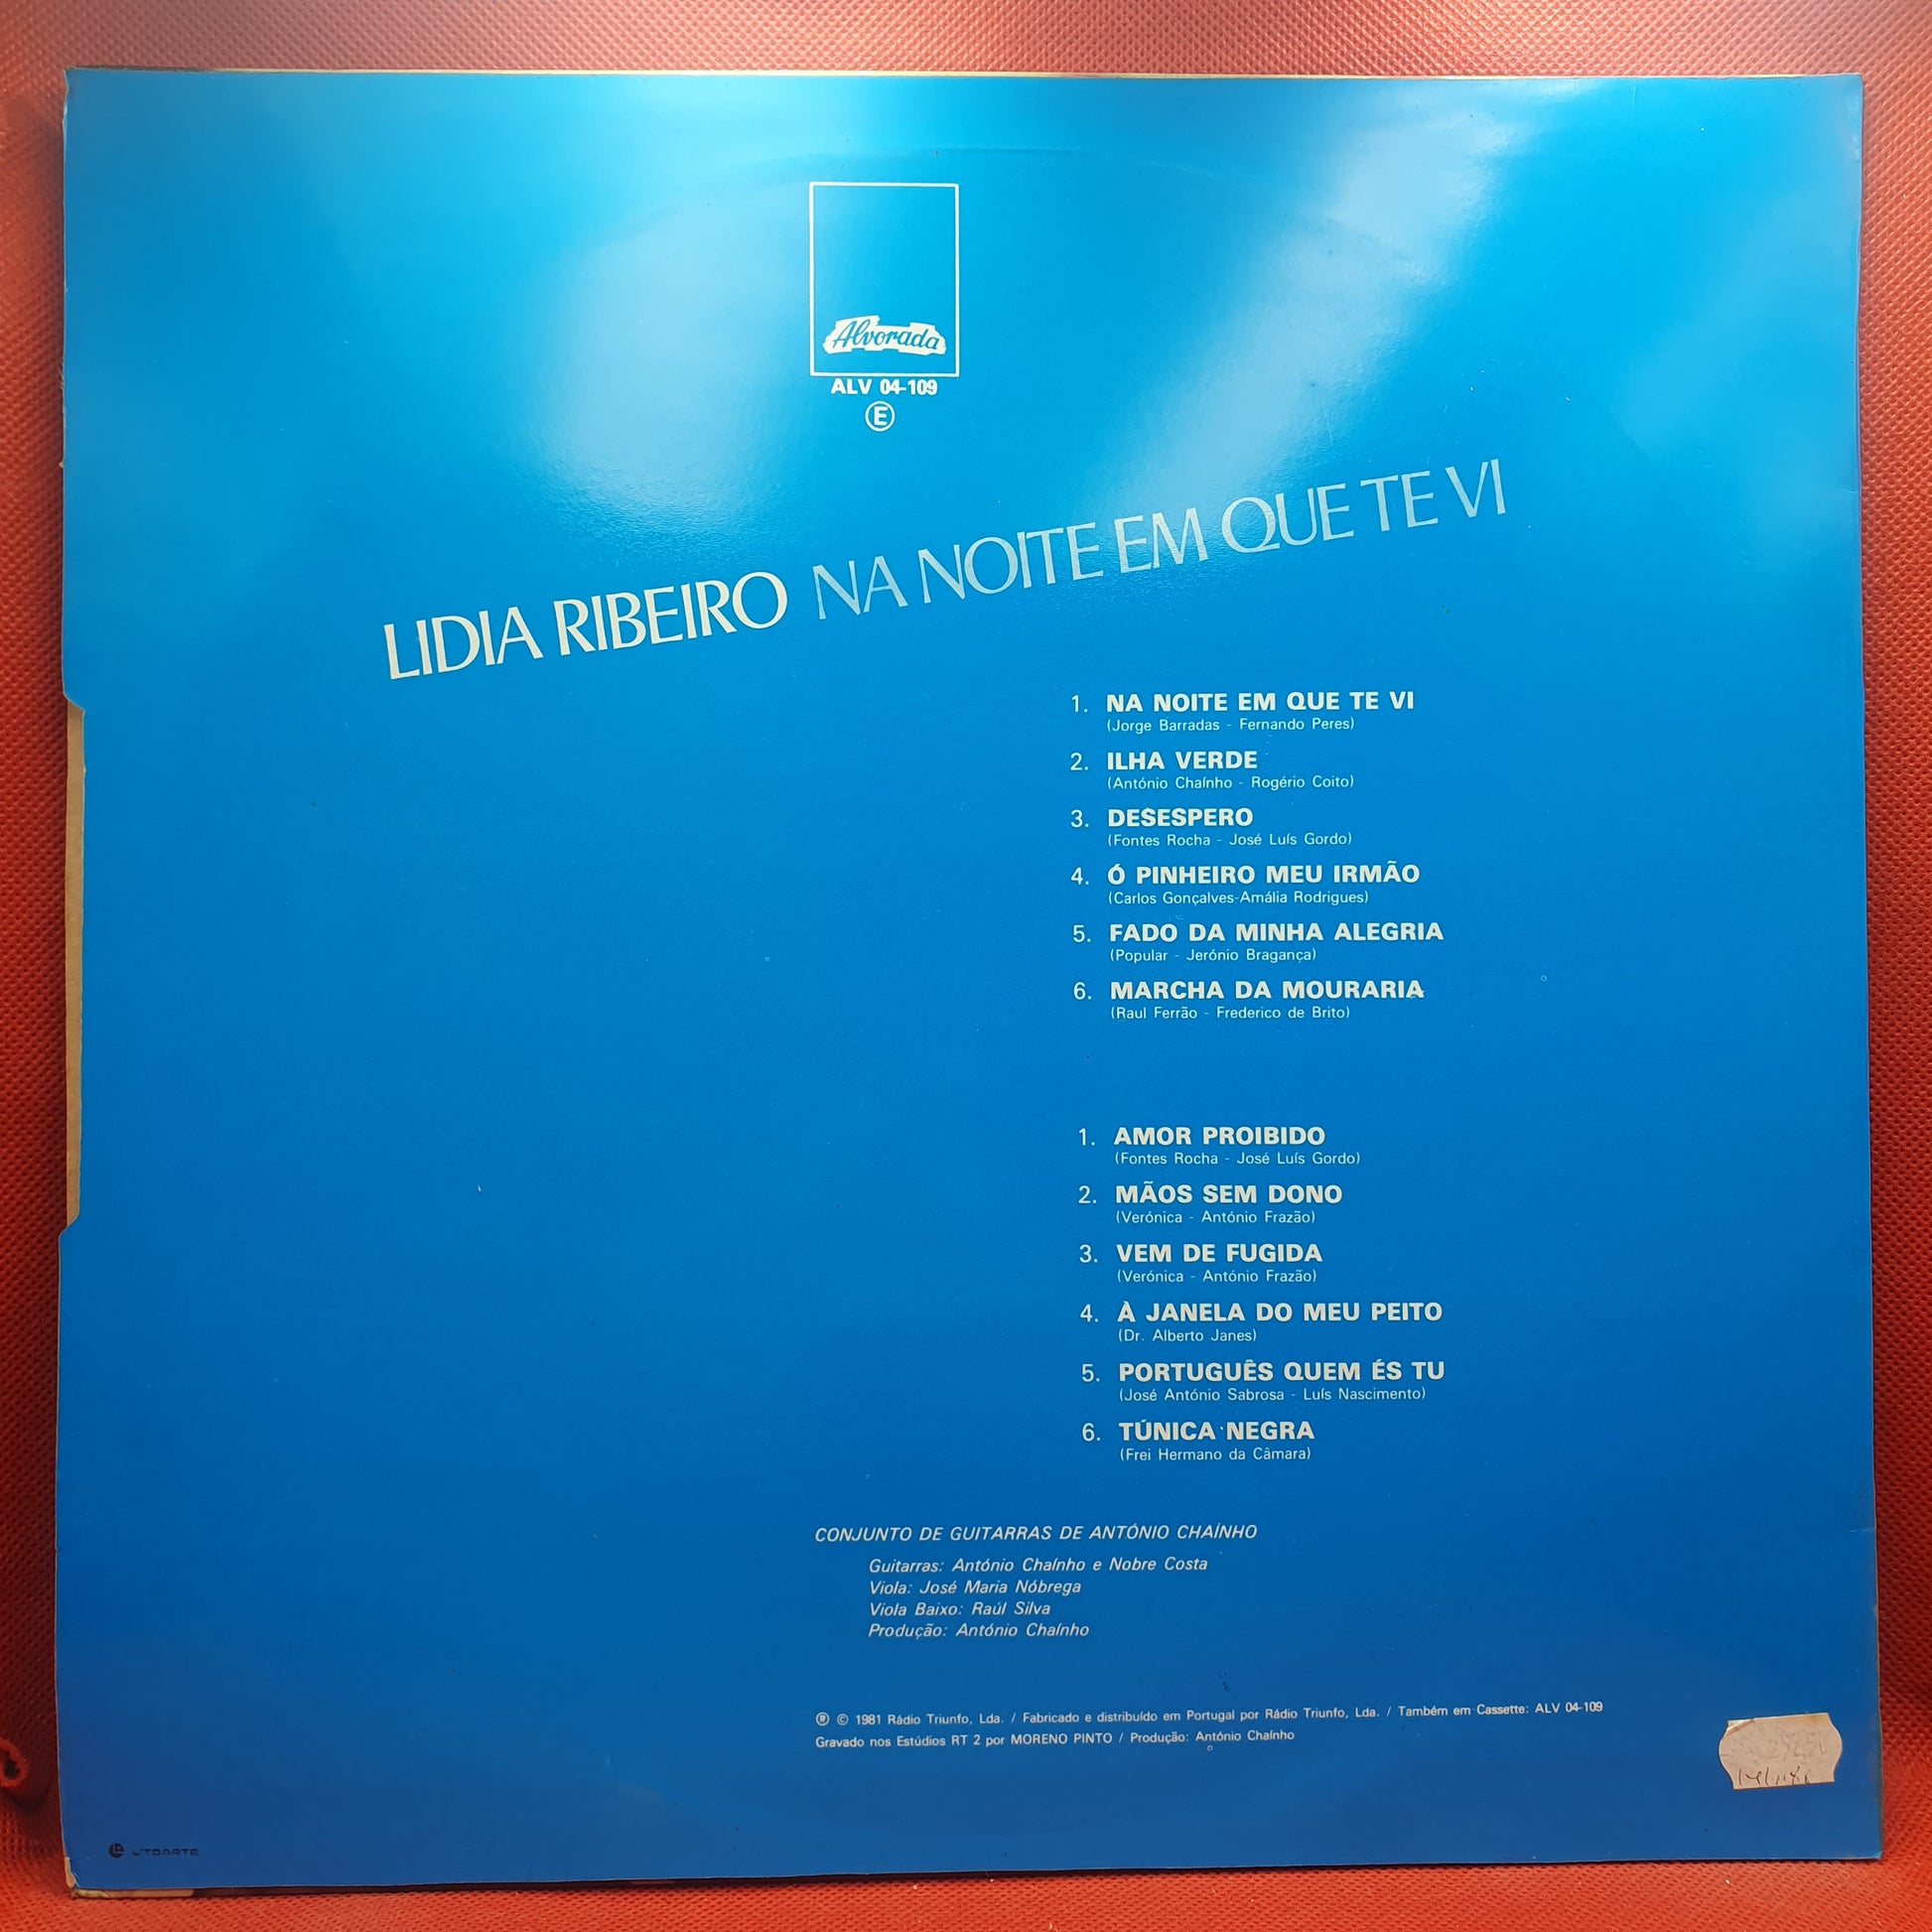 Alvorada
ALV 04-109
E
LIDIA RIBEIRO NA NOITE EM QUE TE VI
1. NA NOITE EM QUE TE VI
(Jorge Barradas - Fernando Peres)
2. ILHA VERDE
(António Chaínho - Rogério Coito)
3. DESESPERO
(Fontes Rocha - José Luís Gordo)
4. Ó PINHEIRO MEU IRMÃO
(Carlos Gonçalves-Amália Rodrigues)
5. FADO DA MINHA ALEGRIA
(Popular - Jerónio Bragança)
6. MARCHA DA MOURARIA
(Raul Ferrão - Frederico de Brito)
1. AMOR PROIBIDO
(Fontes Rocha - José Luís Gordo)
2. MÃOS SEM DONO
(Verónica - António Frazão)
3. VEM DE FUGIDA
(Verónica - António Frazão)
4. À JANELA DO MEU PEITO
(Dr. Alberto Janes)
5. PORTUGUÊS QUEM ÉS TU
(José António Sabrosa - Luís Nascimento)
6. TÚNICA NEGRA
(Frei Hermano da Câmara)
CONJUNTO DE GUITARRAS DE ANTÓNIO CHAÍNHO
Guitarras: António Chaínho e Nobre Costa
Viola: José Maria Nóbrega
Viola Baixo: Raúl Silva
Produção: António Chaínho
Ⓡ © 1981 Rádio Triunfo, Lda. / Fabricado e distribuído em Portugal por Rádio Triunfo, Lda. / Também em Cassette: ALV 04-109
Gravado nos Estúdios RT 2 por MORENO PINTO / Produção: António Chaínho
LITOARTE